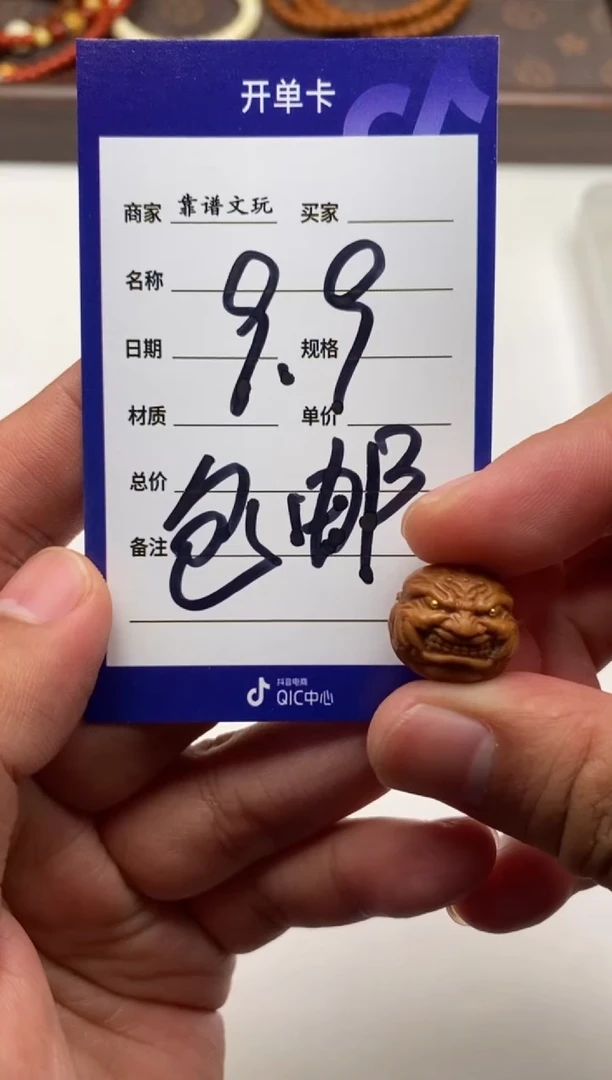 开单卡
商家 靠谱文玩 买家
名称
9.9
日期 规格
材质 单价
总价
包邮
备注
抖音电商
QIC中心